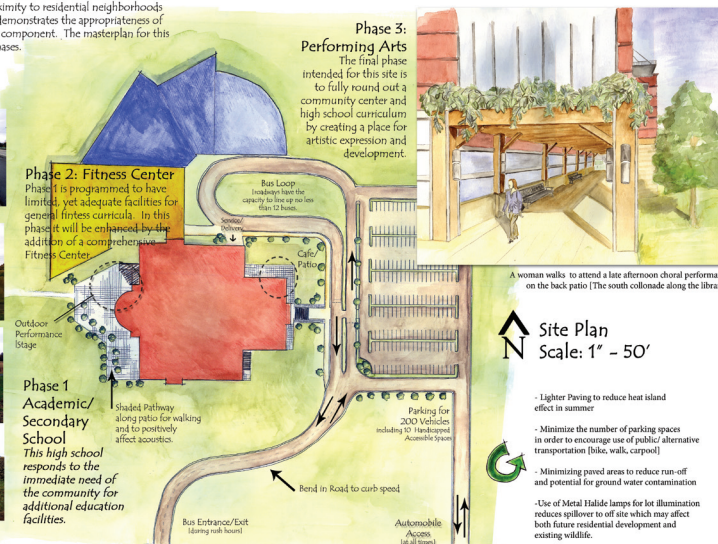 ximity to residential neighborhoods
demonstrates the appropriateness of
component. The masterplan for this
ases.
Phase 3:
Performing Arts
The final phase
intended for this site is
to fully round out a
community center and
high school curriculum
by creating a place for
artistic expression and
development.
Phase 2: Fitness Center
Phase 1 is programmed to have
limited, yet adequate facilities for
general fintess curricula. In this
phase it will be enhanced by the
addition of a comprehensive
Fitness Center.
Bus Loop
[roadways have the
capacity to line up no less
than 12 buses.
Service/
Delivery
Cafe/
Patio
Outdoor
Performance
|Stage
Phase 1
Academic/
Secondary
School
This high school
responds to the
immediate need of
the community for
additional education
facilities.
Shaded Pathway
along patio for walking
and to positively
affect acoustics.
Parking for
200 Vehicles
including 10 Handicapped
Accessible Spaces
Bend in Road to curb speed
Bus Entrance/Exit
[during rush hours]
Automobile
Access
[at all times]
A woman walks to attend a late afternoon choral performa
on the back patio [The south collonade along the libra
N
Site Plan
Scale: 1" - 50'
- Lighter Paving to reduce heat island
effect in summer
- Minimize the number of parking spaces
in order to encourage use of public/ alternative
transportation [bike, walk, carpool]
- Minimizing paved areas to reduce run-off
and potential for ground water contamination
-Use of Metal Halide lamps for lot illumination
reduces spillover to off site which may affect
both future residential development and
existing wildlife.